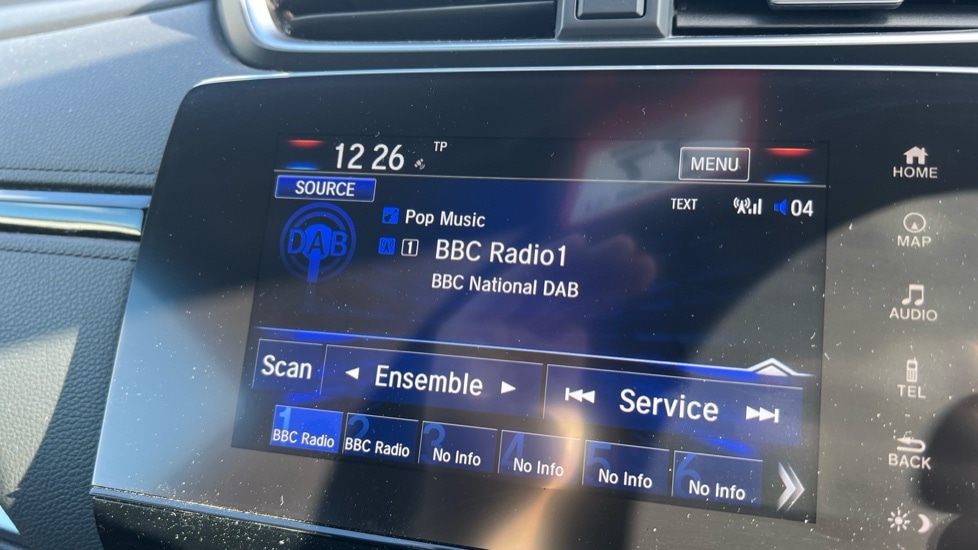 12 26 TP MENU
SOURCE
TEXT 04
DAB Pop Music
1 BBC Radio1
BBC National DAB
Scan Ensemble Service
1 2 3 4 5 6
BBC Radio BBC Radio No Info No Info No Info No Info
HOME
MAP
AUDIO
TEL
BACK